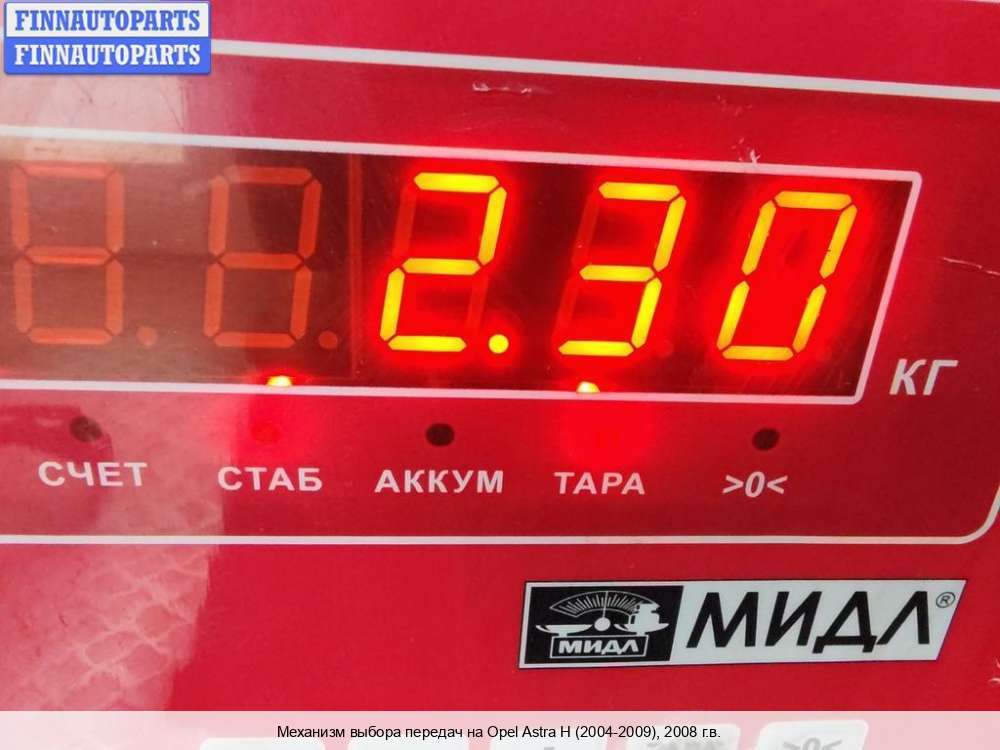 FINNAUTOPARTS
FINNAUTOPARTS
2.30
КГ
СЧЕТ СТАБ АККУМ ТАРА >0<
МИДЛ МИДЛ®
>0<
Механизм выбора передач на Opel Astra H (2004-2009), 2008 г.в.